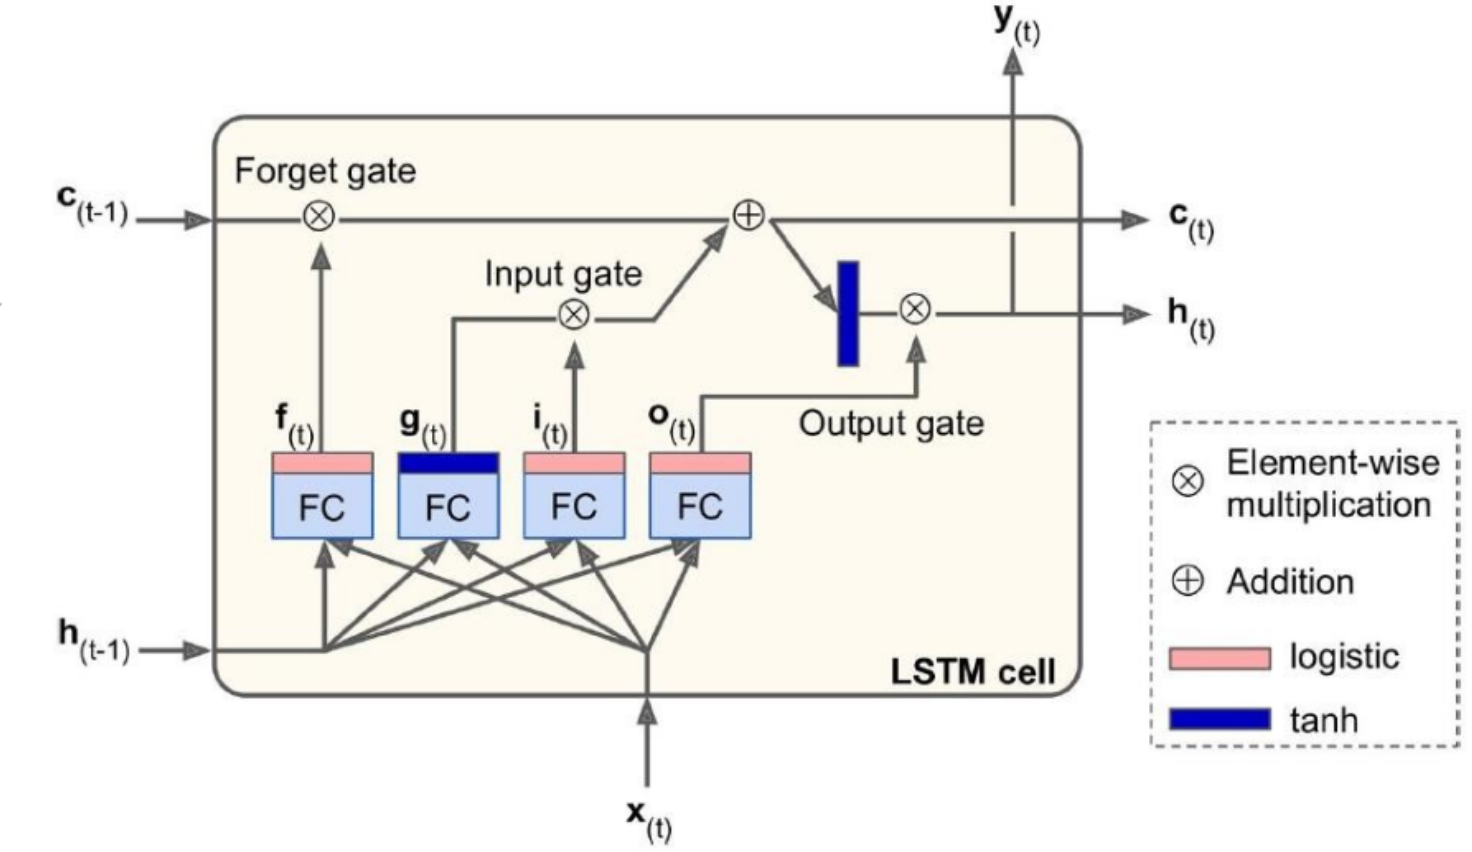 y(t)
Forget gate
c(t-1)
c(t)
Input gate
h(t)
f(t)
g(t)
i(t)
o(t)
Output gate
FC
FC
FC
FC
h(t-1)
LSTM cell
x(t)
Element-wise
multiplication
Addition
logistic
tanh